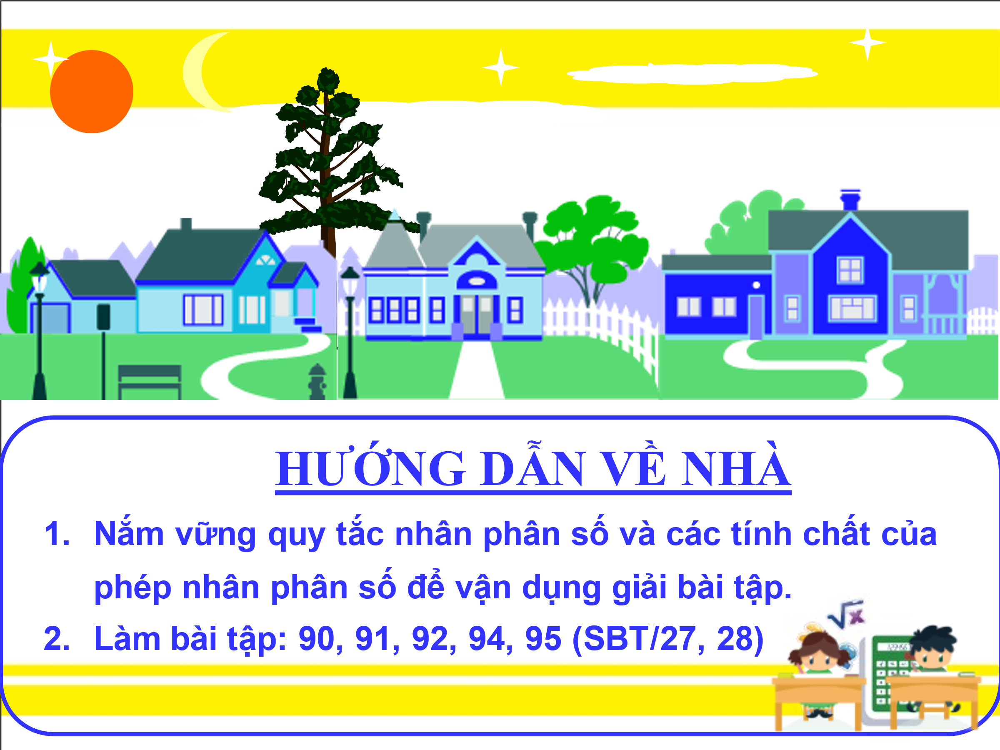 HƯỚNG DẪN VỀ NHÀ
1. Nắm vững quy tắc nhân phân số và các tính chất của
phép nhân phân số để vận dụng giải bài tập.
2. Làm bài tập: 90, 91, 92, 94, 95 (SBT/27, 28)
√x